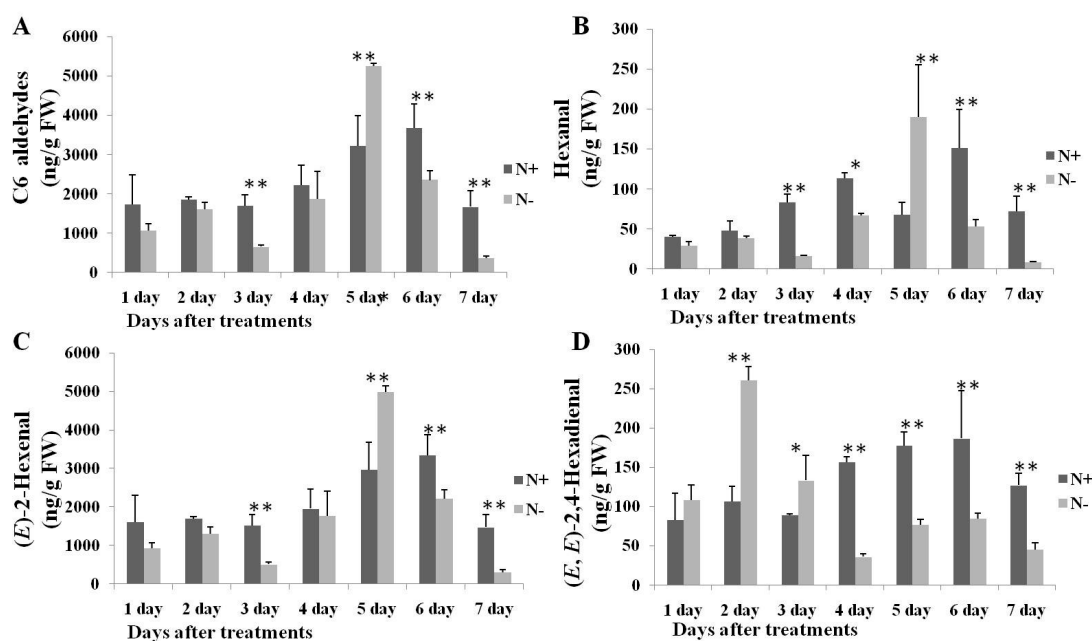 A
C6 aldehydes
(ng/g FW)
6000
5000
4000
3000
2000
1000
0
**
**
**
**
N+
N-
1 day 2 day 3 day 4 day 5 day* 6 day 7 day
Days after treatments
B
Hexanal
(ng/g FW)
300
250
200
150
100
50
0
**
*
**
**
**
N+
N-
1 day 2 day 3 day 4 day 5 day 6 day 7 day
Days after treatments
C
(E)-2-Hexenal
(ng/g FW)
6000
5000
4000
3000
2000
1000
0
**
**
**
**
N+
N-
1 day 2 day 3 day 4 day 5 day 6 day 7 day
Days after treatments
D
(E, E)-2,4-Hexadienal
(ng/g FW)
300
250
200
150
100
50
0
**
*
**
**
**
**
N+
N-
1 day 2 day 3 day 4 day 5 day 6 day 7 day
Days after treatments